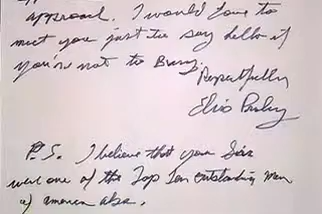 approach. I would love to
meet you just to say hello if
you're not to Busy.
Respectfully
Elvis Presley
P.S. I believe that you Sir
were one of the Top Ten outstanding men
of america also.